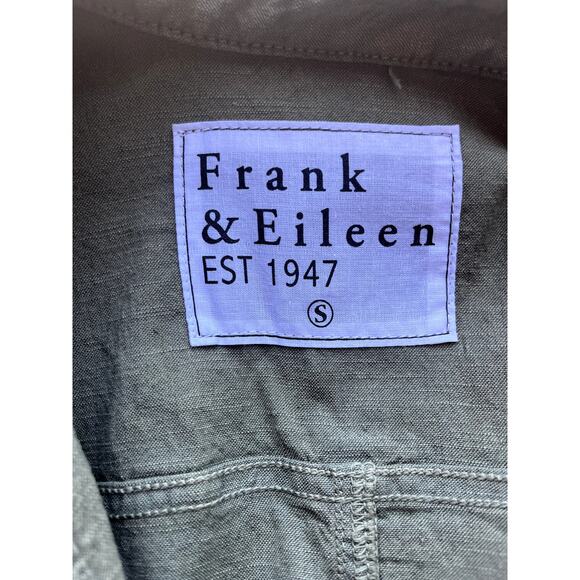 Frank
& Eileen
EST 1947
S